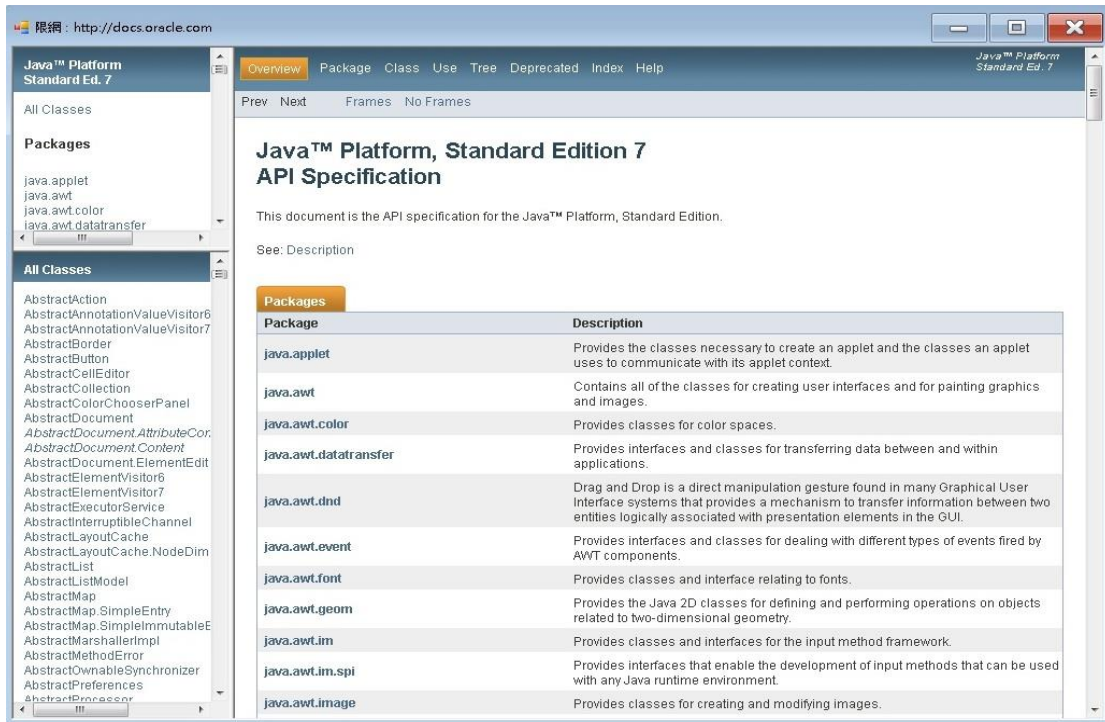 限網 : http://docs.oracle.com
Java™ Platform
Standard Ed. 7
All Classes
Packages
java.applet
java.awt
java.awt.color
java.awt.datatransfer
All Classes
AbstractAction
AbstractAnnotationValueVisitor6
AbstractAnnotationValueVisitor7
AbstractBorder
AbstractButton
AbstractCellEditor
AbstractCollection
AbstractColorChooserPanel
AbstractDocument
AbstractDocument.AttributeCon
AbstractDocument.Content
AbstractDocument.ElementEdit
AbstractElementVisitor6
AbstractElementVisitor7
AbstractExecutorService
AbstractInterruptibleChannel
AbstractLayoutCache
AbstractLayoutCache.NodeDim
AbstractList
AbstractListModel
AbstractMap
AbstractMap.SimpleEntry
AbstractMap.SimpleImmutableE
AbstractMarshallerImpl
AbstractMethodError
AbstractOwnableSynchronizer
AbstractPreferences
AbstractProcessor
Overview Package Class Use Tree Deprecated Index Help
Java™ Platform
Standard Ed. 7
Prev Next Frames No Frames
Java™ Platform, Standard Edition 7
API Specification
This document is the API specification for the Java™ Platform, Standard Edition.
See: Description
Packages
Package Description
java.applet Provides the classes necessary to create an applet and the classes an applet
uses to communicate with its applet context.
java.awt Contains all of the classes for creating user interfaces and for painting graphics
and images.
java.awt.color Provides classes for color spaces.
java.awt.datatransfer Provides interfaces and classes for transferring data between and within
applications.
java.awt.dnd Drag and Drop is a direct manipulation gesture found in many Graphical User
Interface systems that provides a mechanism to transfer information between two
entities logically associated with presentation elements in the GUI.
java.awt.event Provides interfaces and classes for dealing with different types of events fired by
AWT components.
java.awt.font Provides classes and interface relating to fonts.
java.awt.geom Provides the Java 2D classes for defining and performing operations on objects
related to two-dimensional geometry.
java.awt.im Provides classes and interfaces for the input method framework.
java.awt.im.spi Provides interfaces that enable the development of input methods that can be used
with any Java runtime environment.
java.awt.image Provides classes for creating and modifying images.